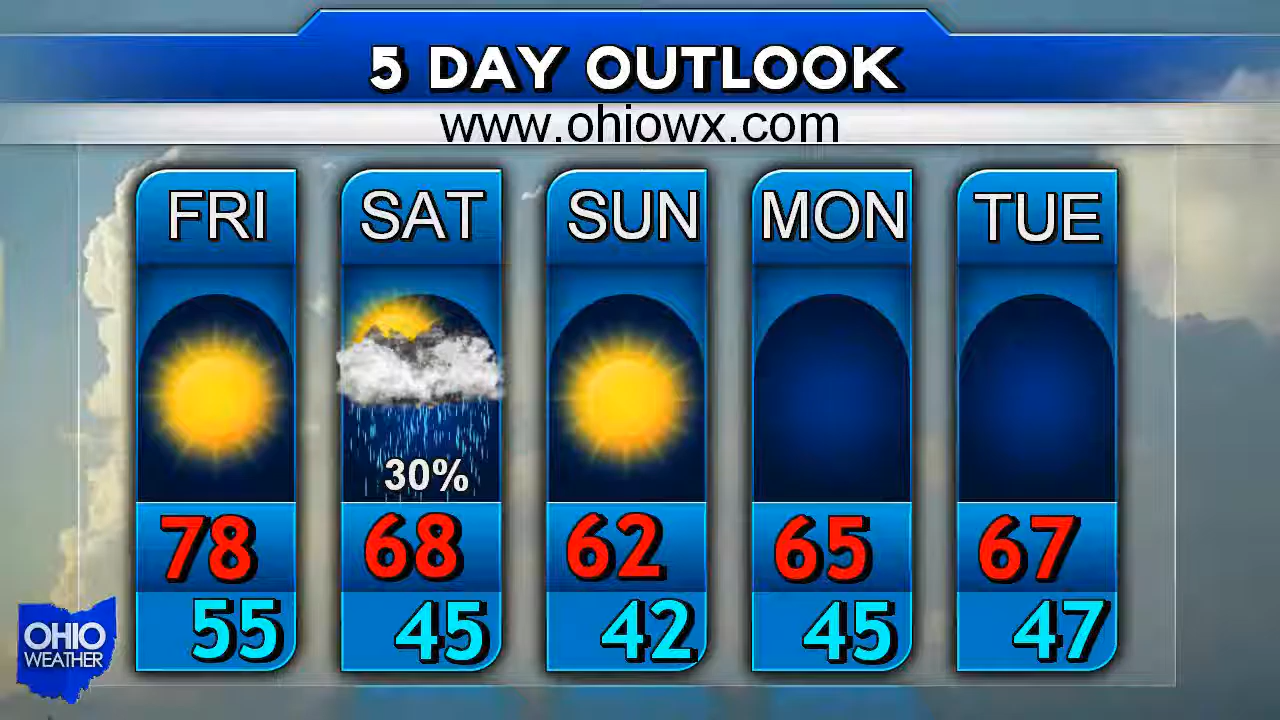 5 DAY OUTLOOK
www.ohiowx.com
FRI SAT SUN MON TUE
30%
78 68 62 65 67
55 45 42 45 47
OHIO
WEATHER